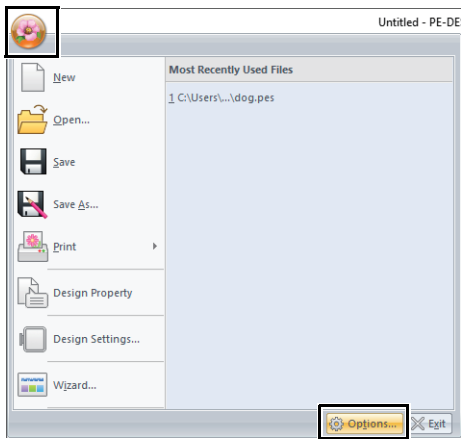 Untitled - PE-DE
New
Open...
Save
Save As...
Print
Design Property
Design Settings...
Wizard...
Most Recently Used Files
1 C:\Users\...\dog.pes
Options...
Exit